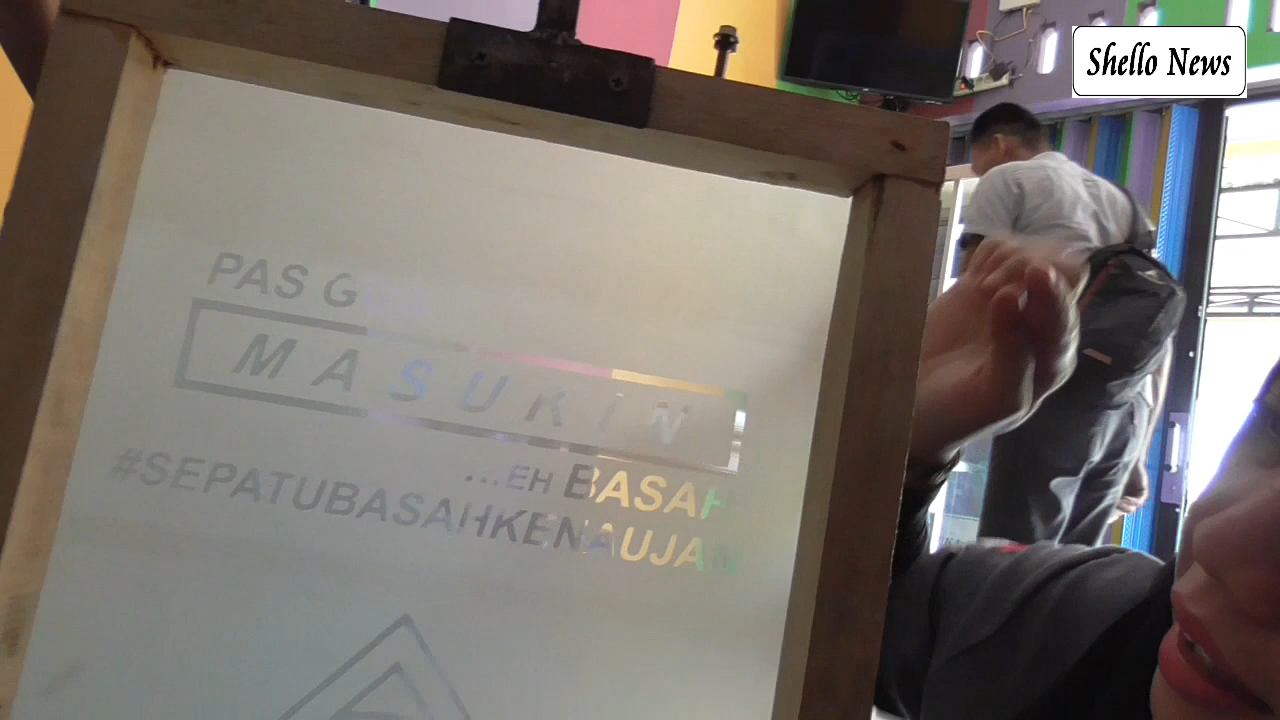 Shello News
PAS
MASUKIN
...EH BASAH
#SEPATUBASAHKENAUJAN